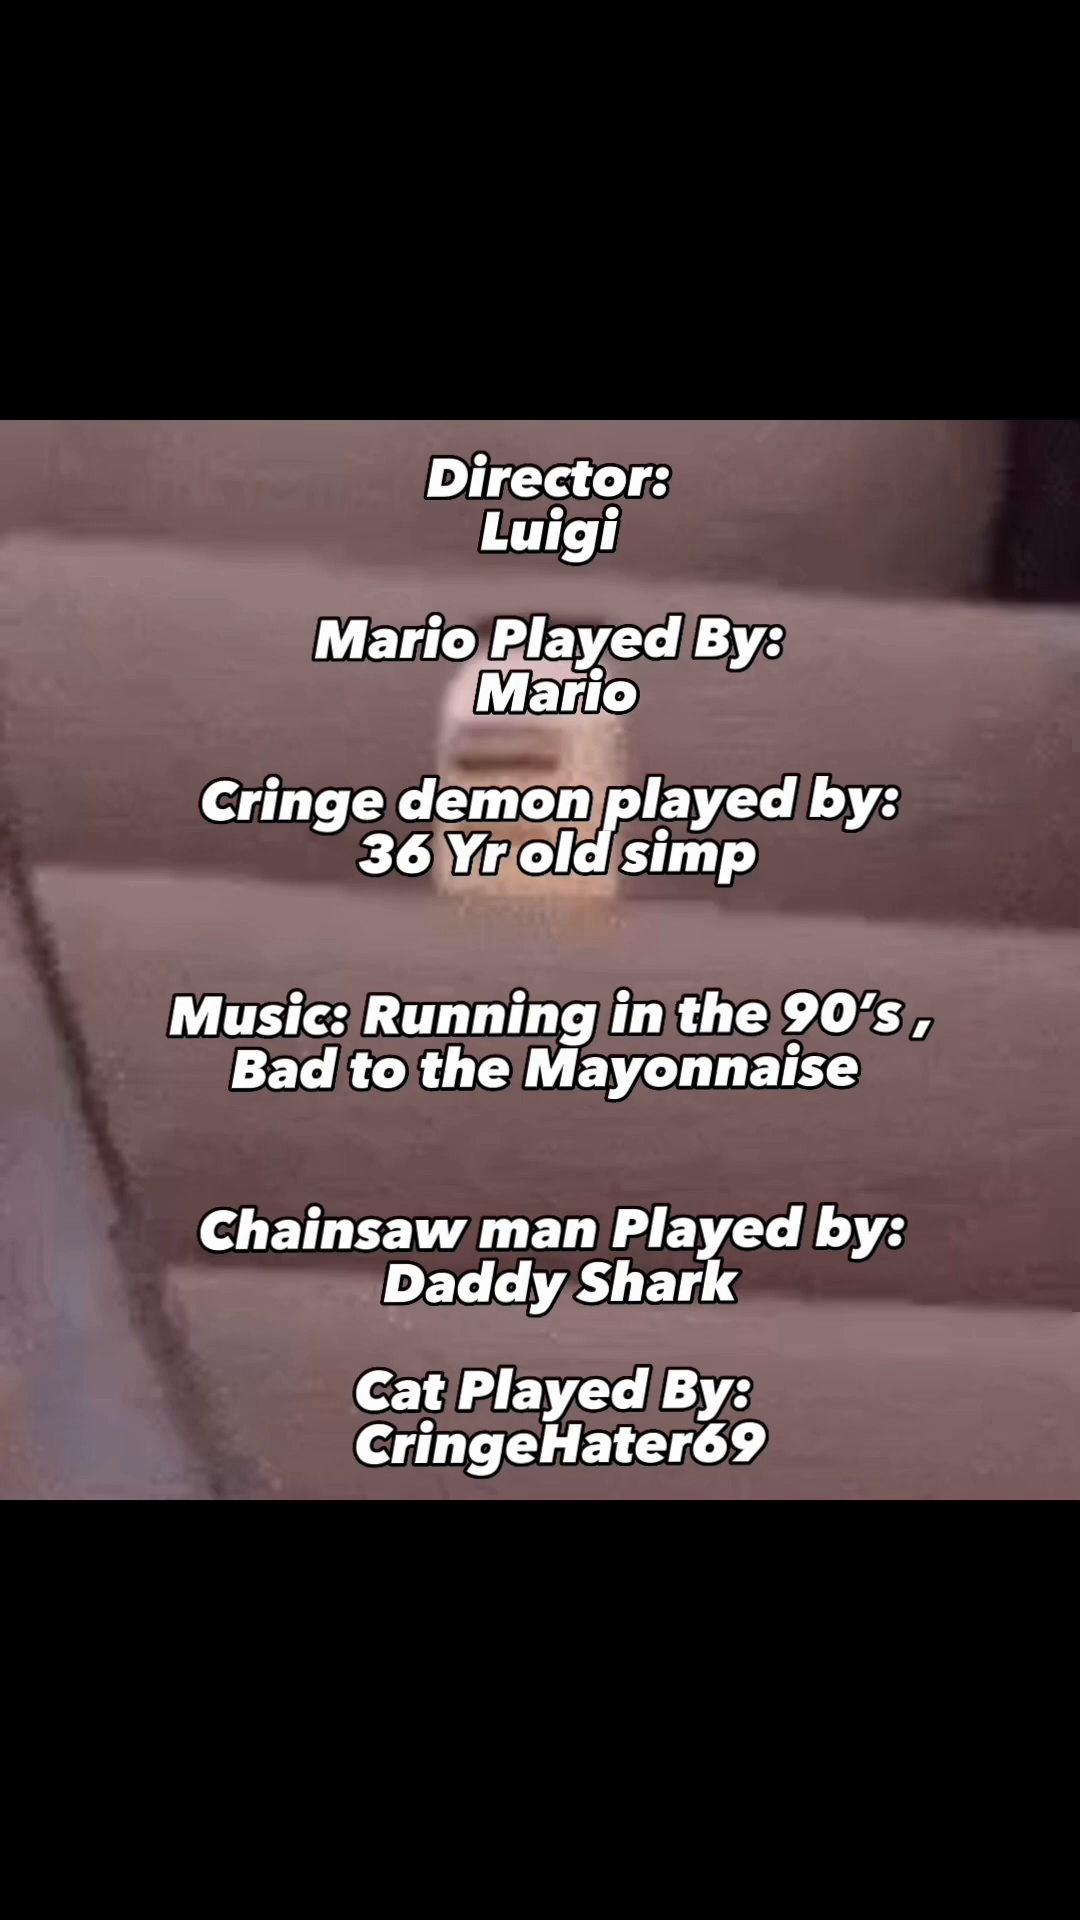 Director:
Luigi
Mario Played By:
Mario
Cringe demon played by:
36 Yr old simp
Music: Running in the 90’s ,
Bad to the Mayonnaise
Chainsaw man Played by:
Daddy Shark
Cat Played By:
CringeHater69